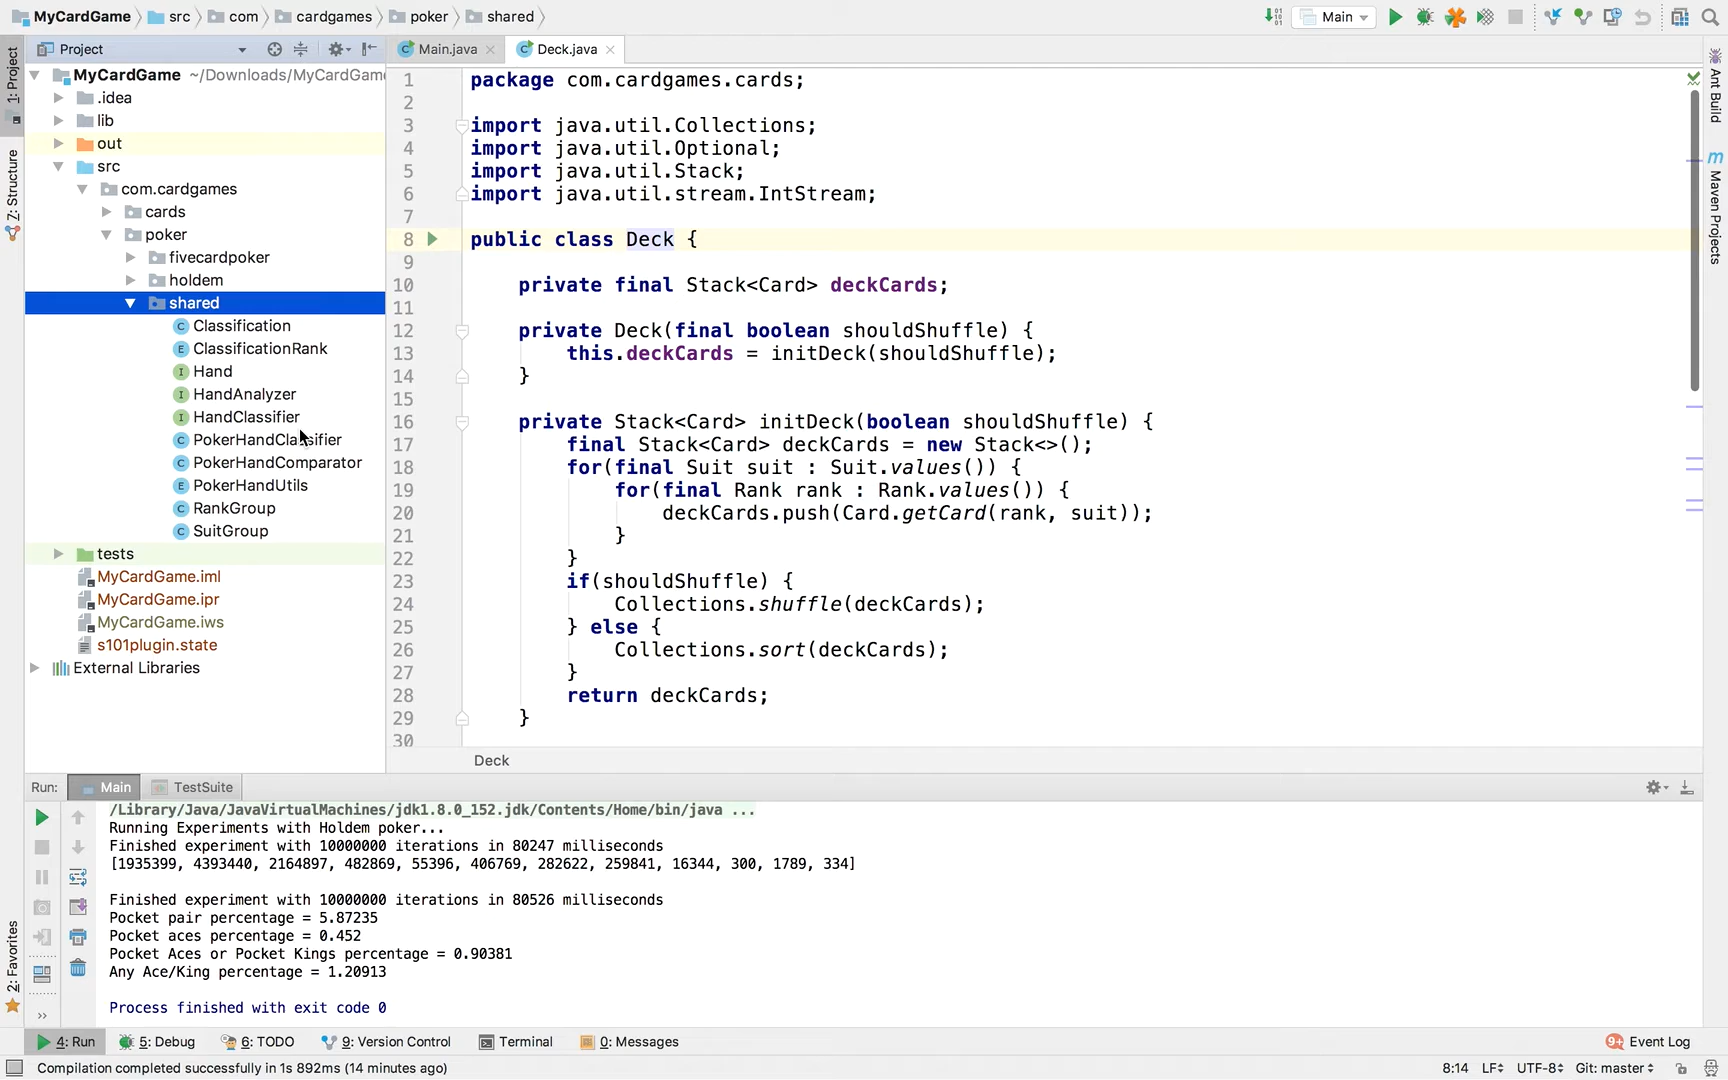 MyCardGame src com cardgames poker shared Main
1: Project
7: Structure
2: Favorites
Ant Build
Maven Projects
Project
MyCardGame ~/Downloads/MyCardGame
.idea
lib
out
src
com.cardgames
cards
poker
fivecardpoker
holdem
shared
Classification
ClassificationRank
Hand
HandAnalyzer
HandClassifier
PokerHandClassifier
PokerHandComparator
PokerHandUtils
RankGroup
SuitGroup
tests
MyCardGame.iml
MyCardGame.ipr
MyCardGame.iws
s101plugin.state
External Libraries
Main.java Deck.java
1 package com.cardgames.cards;
2
3 import java.util.Collections;
4 import java.util.Optional;
5 import java.util.Stack;
6 import java.util.stream.IntStream;
7
8 public class Deck {
9
10 private final Stack<Card> deckCards;
11
12 private Deck(final boolean shouldShuffle) {
13 this.deckCards = initDeck(shouldShuffle);
14 }
15
16 private Stack<Card> initDeck(boolean shouldShuffle) {
17 final Stack<Card> deckCards = new Stack<>();
18 for(final Suit suit : Suit.values()) {
19 for(final Rank rank : Rank.values()) {
20 deckCards.push(Card.getCard(rank, suit));
21 }
22 }
23 if(shouldShuffle) {
24 Collections.shuffle(deckCards);
25 } else {
26 Collections.sort(deckCards);
27 }
28 return deckCards;
29 }
30
Deck
Run: Main TestSuite
/Library/Java/JavaVirtualMachines/jdk1.8.0_152.jdk/Contents/Home/bin/java ...
Running Experiments with Holdem poker...
Finished experiment with 10000000 iterations in 80247 milliseconds
[1935399, 4393440, 2164897, 482869, 55396, 406769, 282622, 259841, 16344, 300, 1789, 334]
Finished experiment with 10000000 iterations in 80526 milliseconds
Pocket pair percentage = 5.87235
Pocket aces percentage = 0.452
Pocket Aces or Pocket Kings percentage = 0.90381
Any Ace/King percentage = 1.20913
Process finished with exit code 0
4: Run 5: Debug 6: TODO 9: Version Control Terminal 0: Messages 9+ Event Log
Compilation completed successfully in 1s 892ms (14 minutes ago) 8:14 LF UTF-8 Git: master